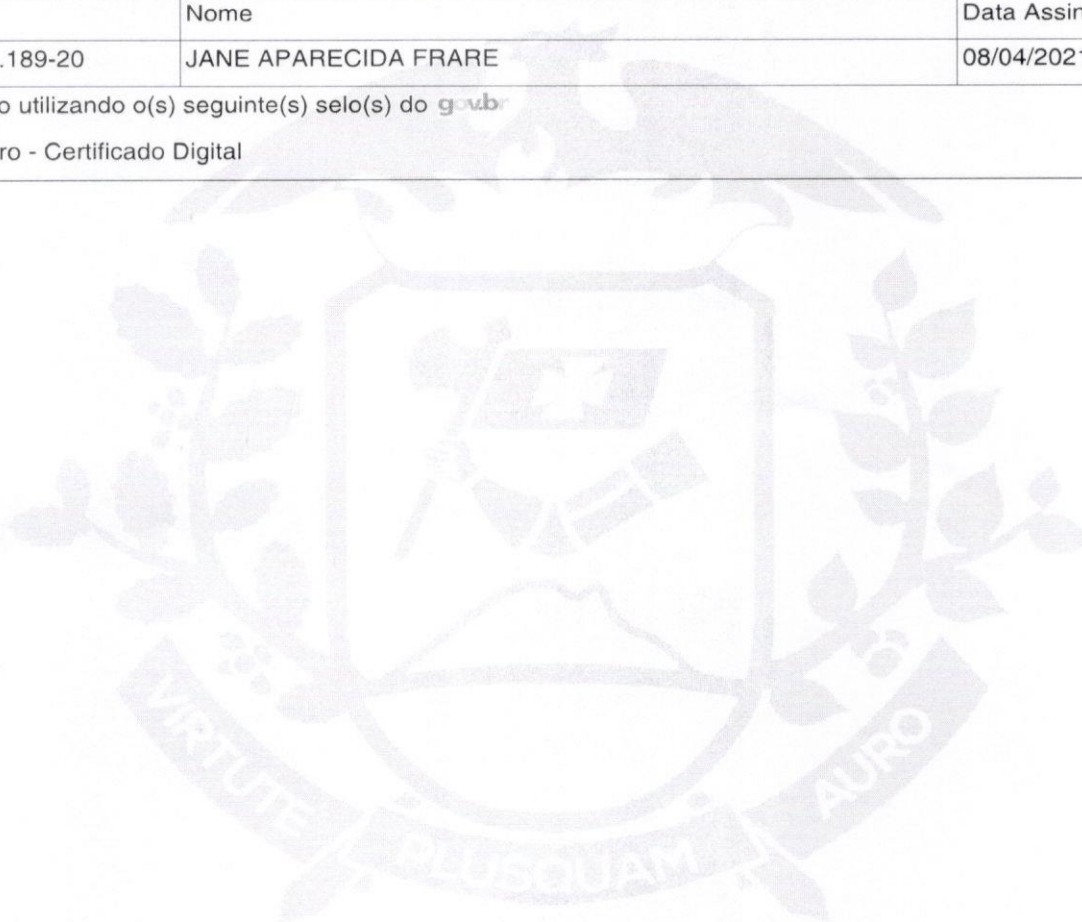 Nome Data Assin
.189-20 JANE APARECIDA FRARE 08/04/2021
o utilizando o(s) seguinte(s) selo(s) do gov.br
ro - Certificado Digital
VIRTUTE PLUSQUAM AURO